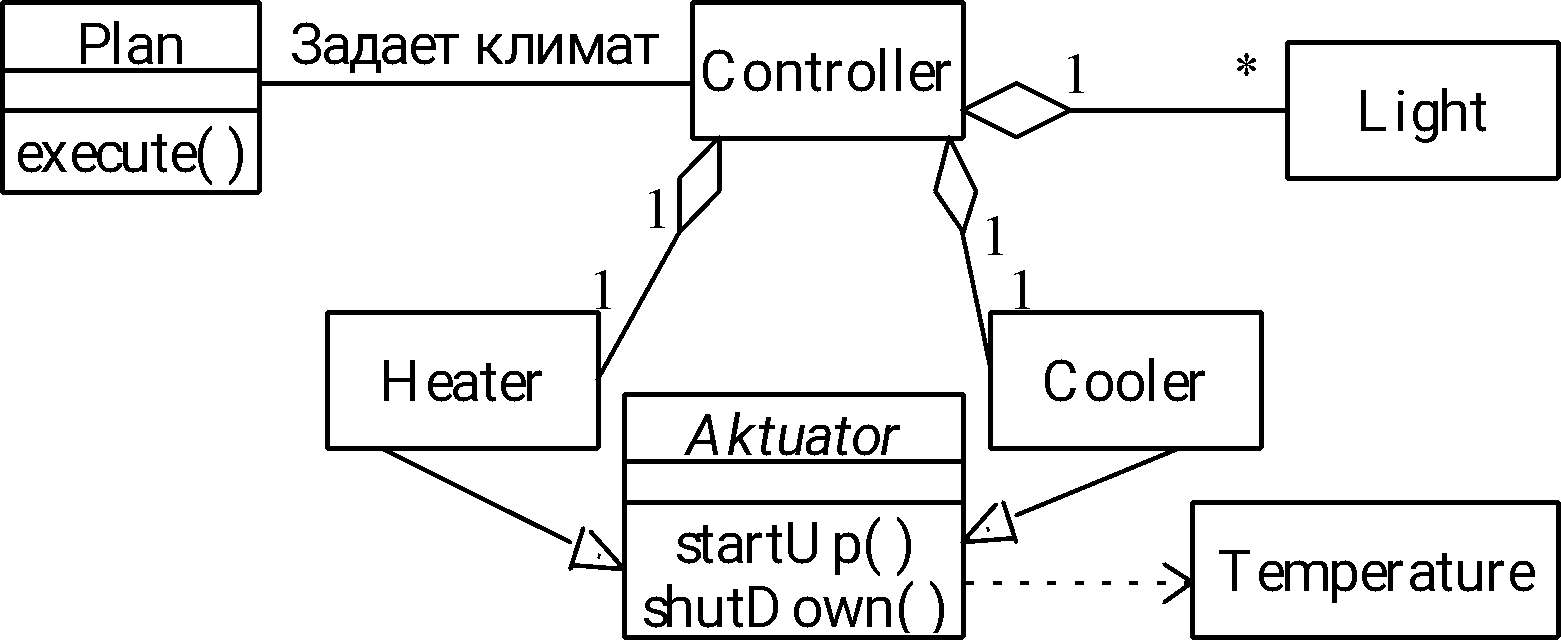 Plan
execute()
Задает климат
Controller
1
*
Light
1
1
1
1
Heater
Cooler
Aktuator
startUp()
shutDown()
Temperature